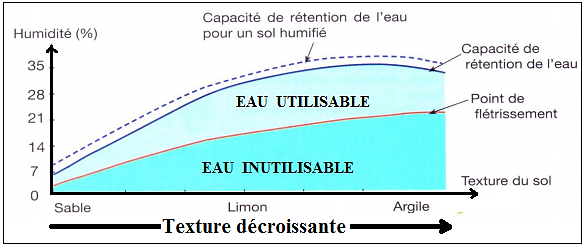 Capacité de rétention de l'eau
pour un sol humifié
Humidité (%)
Capacité de
rétention de l'eau
35
28
21
14
7
0
EAU UTILISABLE
Point de
flétrissement
EAU INUTILISABLE
Texture du sol
Sable
Limon
Argile
Texture décroissante